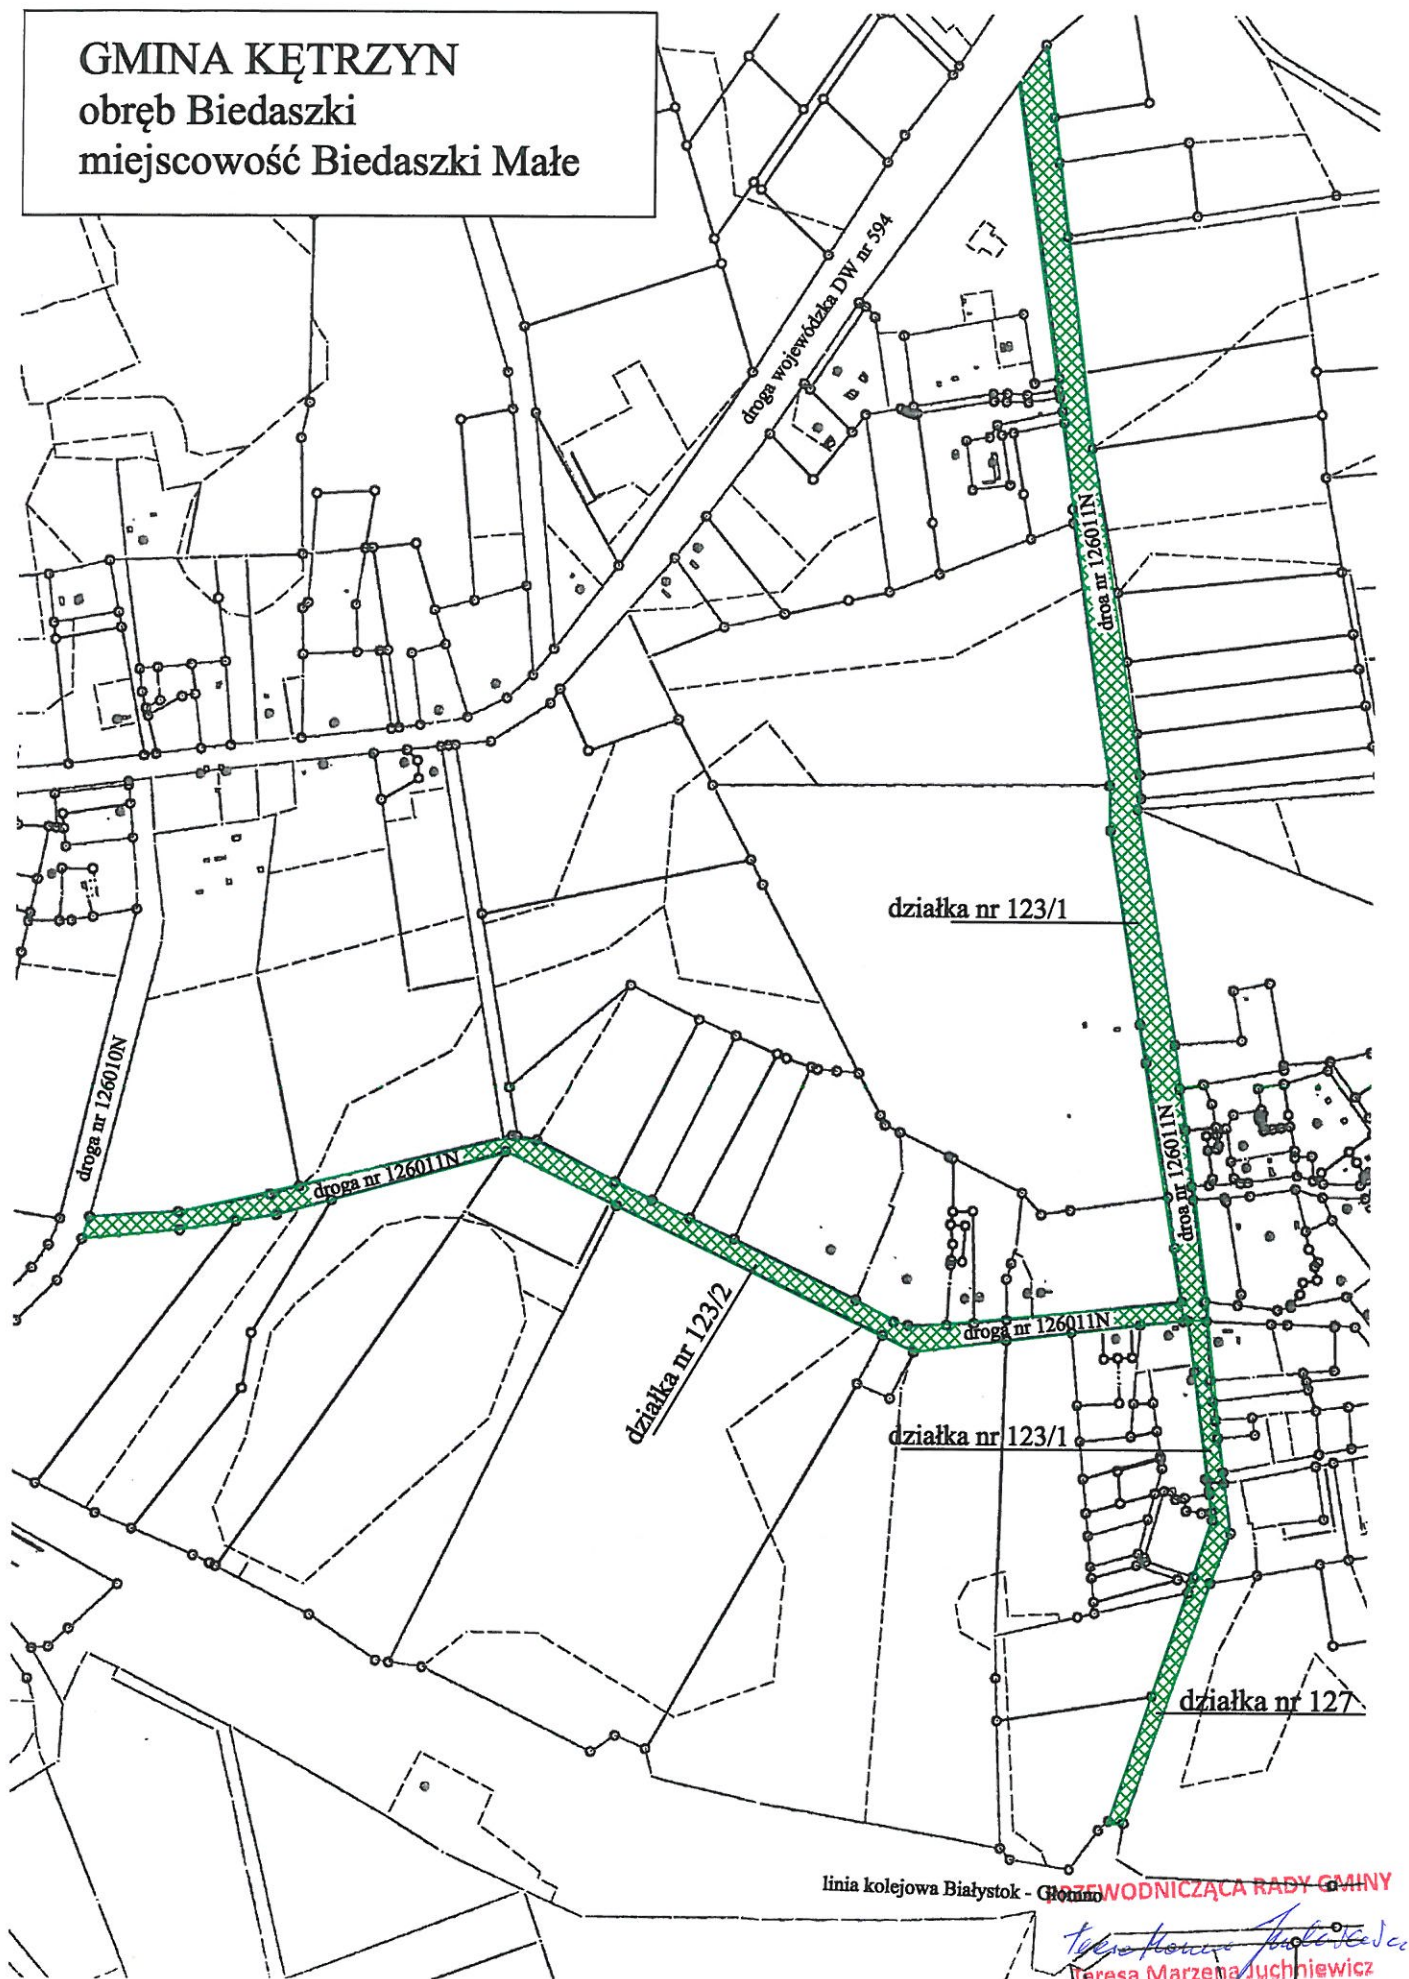 GMINA KĘTRZYN
obręb Biedaszki
miejscowość Biedaszki Małe
droga wojewódzka DW nr 594
droa nr 126011N
działka nr 123/1
droga nr 126010N
droga nr 126011N
droa nr 126011N
działka nr 123/2
droga nr 126011N
działka nr 123/1
działka nr 127
linia kolejowa Białystok - Głomno
PRZEWODNICZĄCA RADY GMINY
Teresa Marzena Juchniewicz